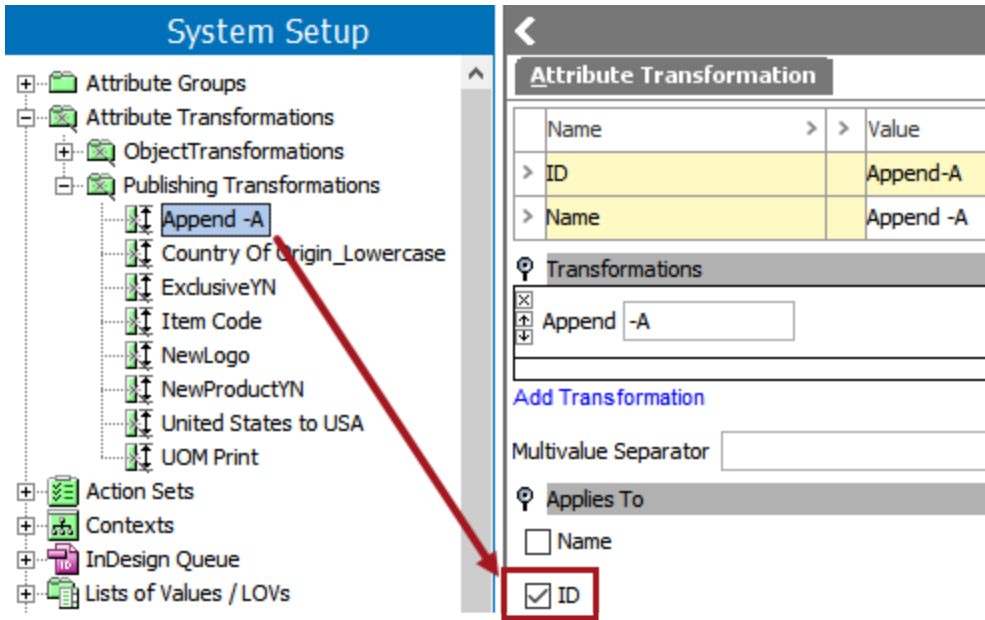 System Setup
Attribute Groups
Attribute Transformations
ObjectTransformations
Publishing Transformations
Append -A
Country Of Origin_Lowercase
ExclusiveYN
Item Code
NewLogo
NewProductYN
United States to USA
UOM Print
Action Sets
Contexts
InDesign Queue
Lists of Values / LOVs
Attribute Transformation
Name > > Value
> ID Append-A
> Name Append -A
Transformations
Append -A
Add Transformation
Multivalue Separator
Applies To
Name
ID